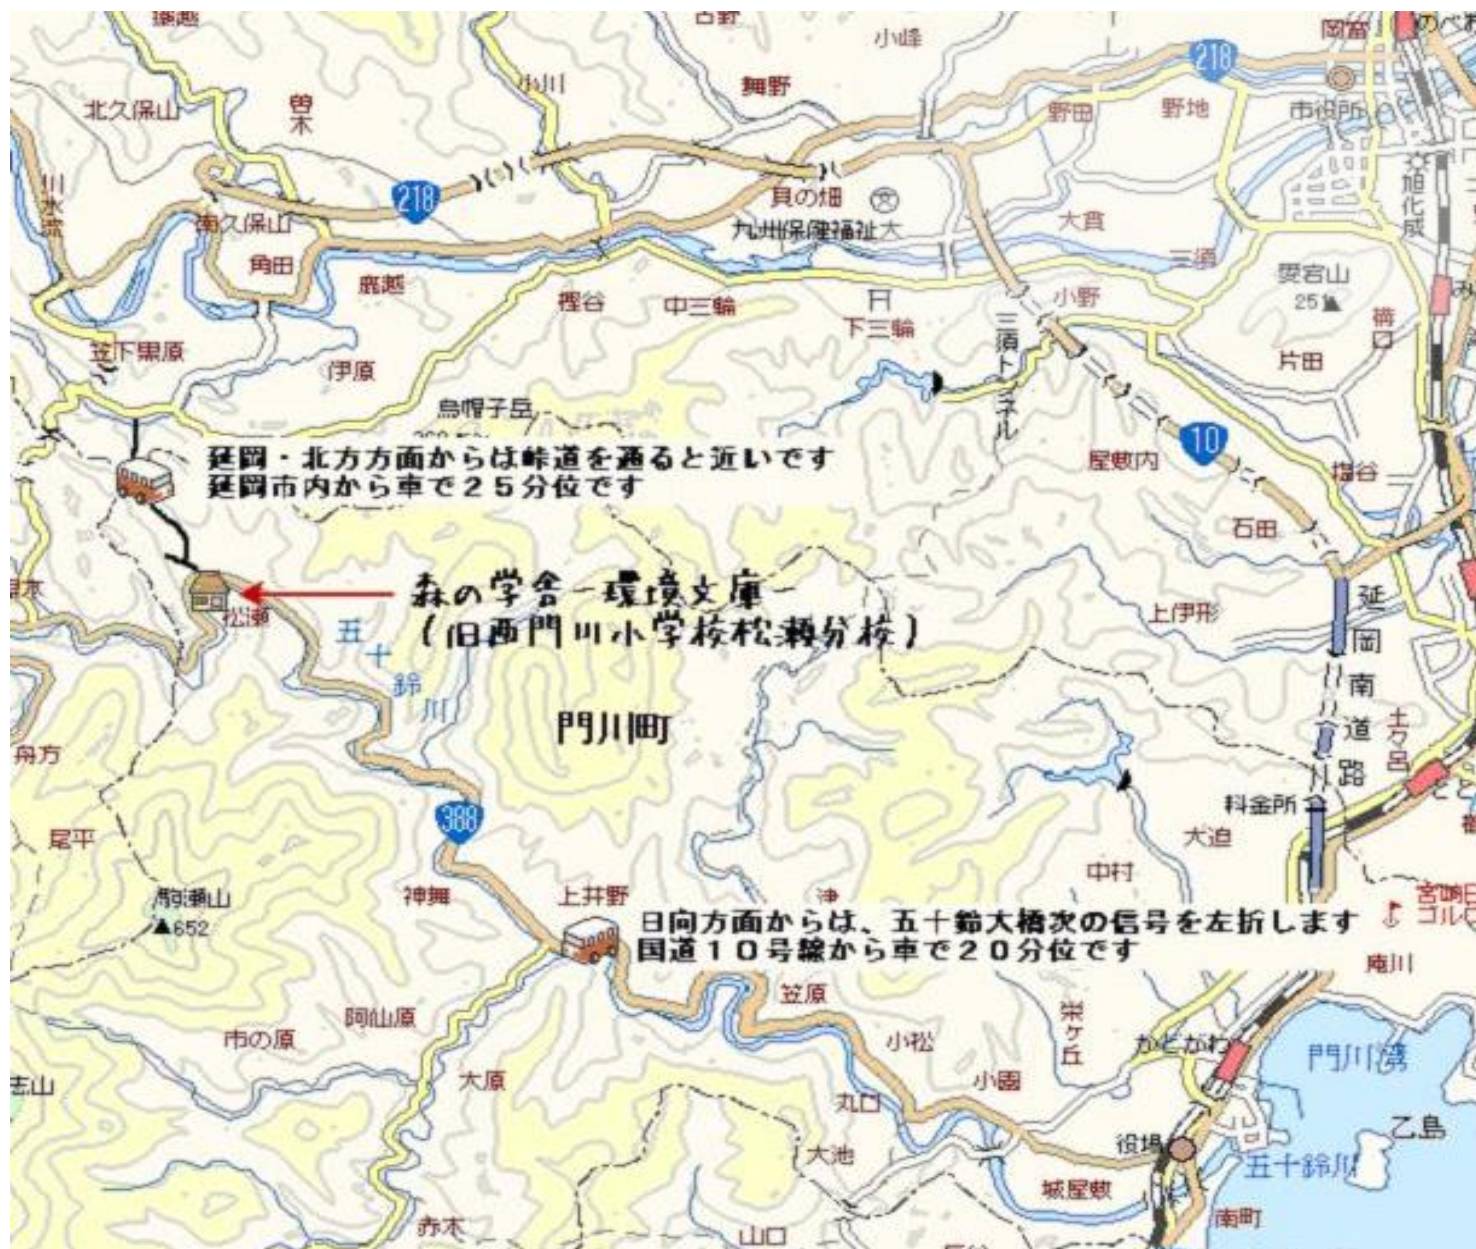 小峰
岡富
218
小川
舞野
北久保山
曽木
野田
野地
市役所
旭化成
218
貝の畑
南久保山
九州保健福祉大
大貫
三須
角田
鹿越
樫谷
中三輪
小野
愛宕山
251
下三輪
笠下黒原
伊原
三須トンネル
片田
烏帽子岳
10
屋敷内
塩谷
延岡・北方方面からは峠道を通ると近いです
延岡市内から車で25分位です
石田
森の学舎-環境文庫
(旧西門川小学校松瀬分校)
松瀬
五十鈴川
上伊形
延岡南道路
門川町
舟方
土々呂
料金所
388
大迫
尾平
中村
神舞
上井野
駒瀬山
652
日向方面からは、五十鈴大橋次の信号を左折します
国道10号線から車で20分位です
庵川
笠原
阿仙原
市の原
栄ヶ丘
小松
かどがわ
門川湾
大原
小園
丸口
乙島
役場
大池
五十鈴川
城屋敷
赤木
山口
南町